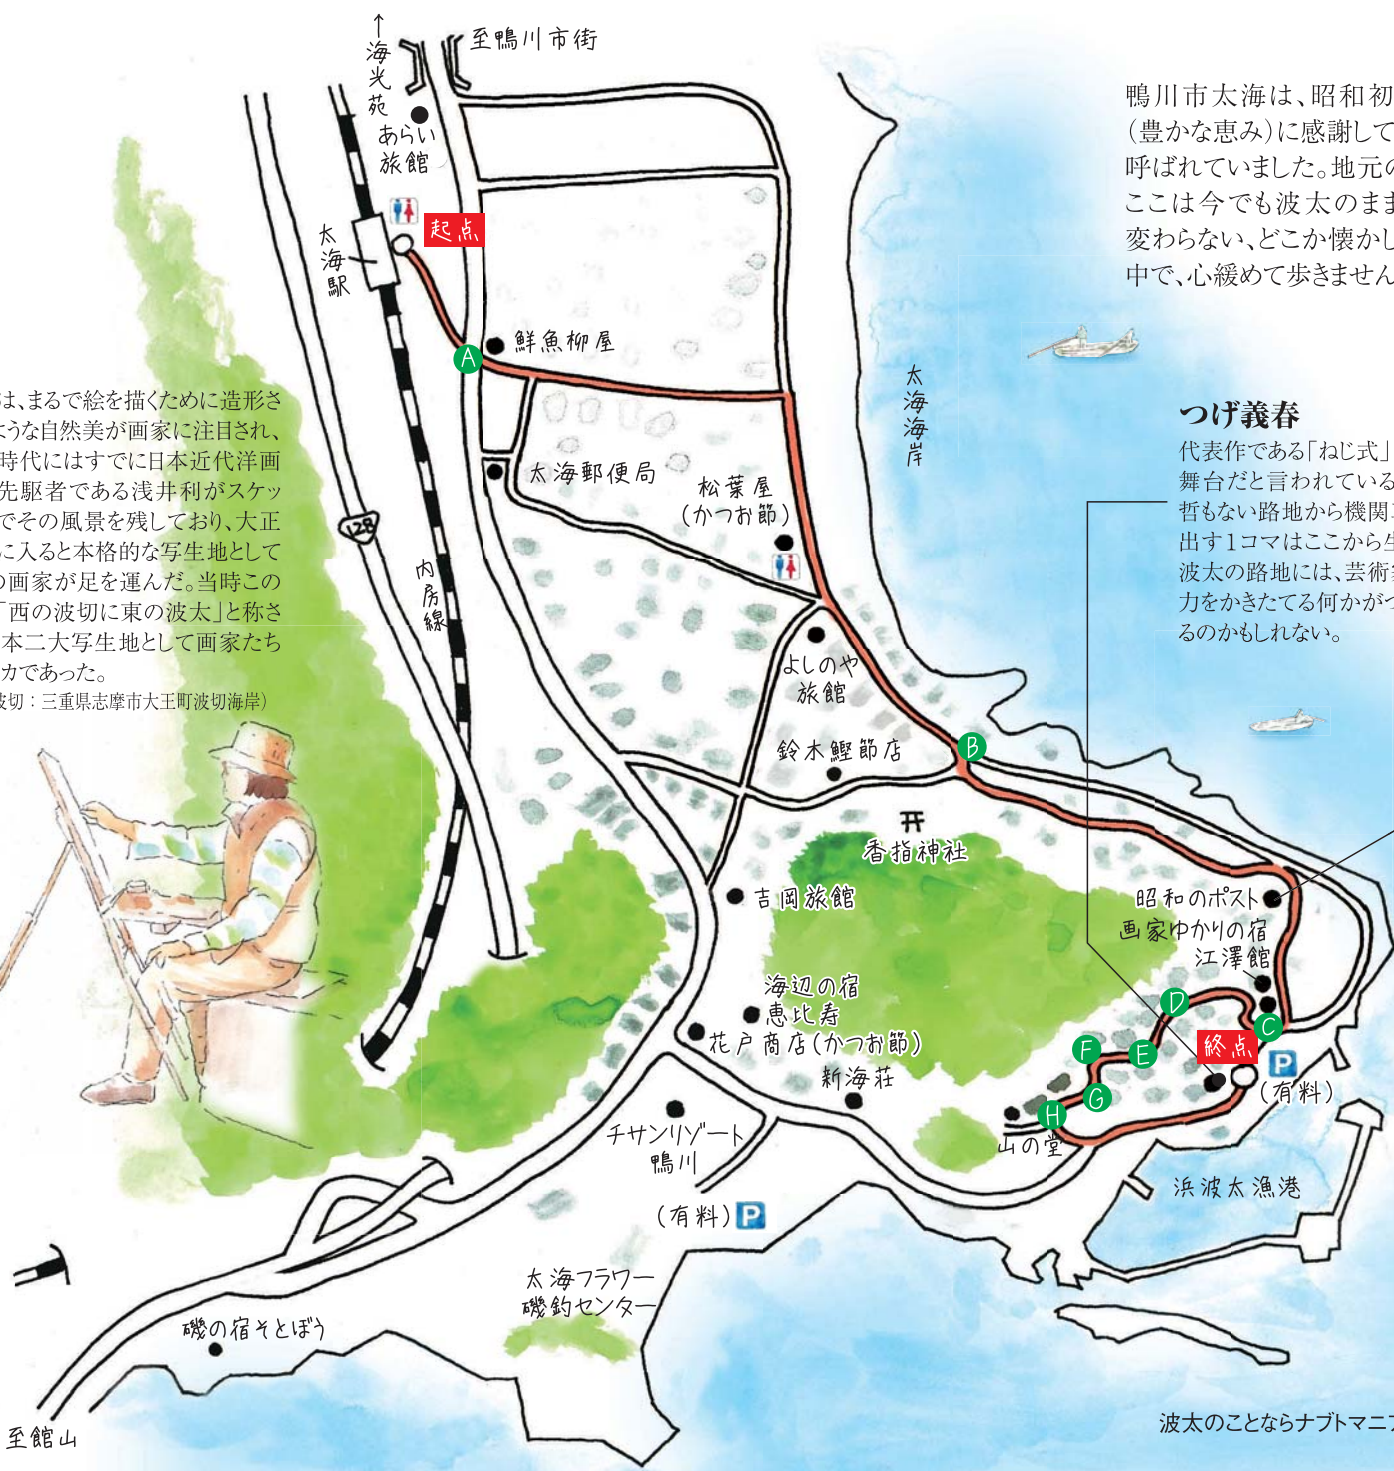 ↑海光苑
至鴨川市街
あらい
旅館
起点
太海駅
鴨川市太海は、昭和初
（豊かな恵み）に感謝して
呼ばれていました。地元の
ここは今でも波太のまま
変わらない、どこか懐かし
中で、心緩めて歩きません
A
鮮魚柳屋
太海海岸
は、まるで絵を描くために造形さ
ような自然美が画家に注目され、
時代にはすでに日本近代洋画
先駆者である浅井利がスケッ
でその風景を残しており、大正
に入ると本格的な写生地として
の画家が足を運んだ。当時この
「西の波切に東の波太」と称さ
本二大写生地として画家たち
カであった。
波切：三重県志摩市大王町波切海岸）
つげ義春
代表作である「ねじ式」
舞台だと言われている
哲もない路地から機関
出す1コマはここから生
波太の路地には、芸術
力をかきたてる何かがつ
るのかもしれない。
太海郵便局
松葉屋
（かつお節）
128
内房線
よしのや
旅館
鈴木鰹節店
B
香指神社
吉岡旅館
昭和のポスト
画家ゆかりの宿
江澤館
海辺の宿
恵比寿
花戸商店（かつお節）
新海荘
D
C
F
E
終点
P
（有料）
G
H
山の堂
チサンリゾート
鴨川
（有料）P
浜波太漁港
太海フラワー
磯釣センター
磯の宿そとぼう
至館山
波太のことならナブトマニ